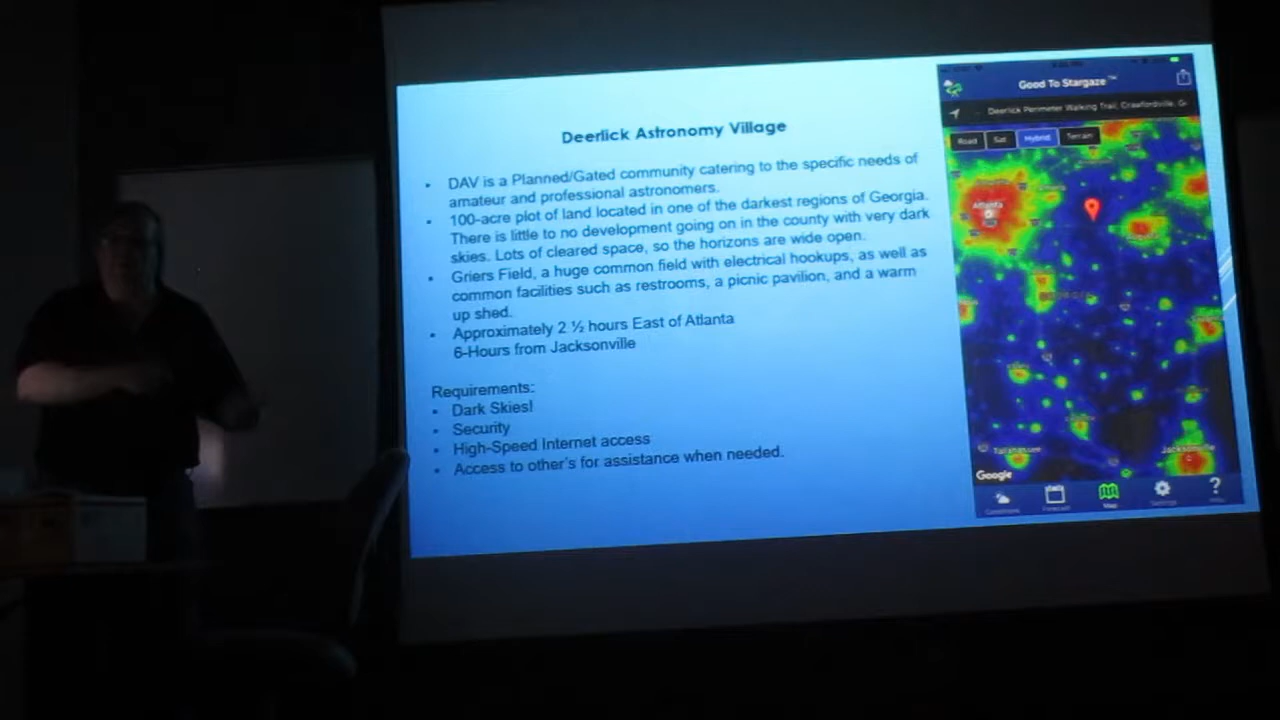 Deerlick Astronomy Village
• DAV is a Planned/Gated community catering to the specific needs of
amateur and professional astronomers.
• 100-acre plot of land located in one of the darkest regions of Georgia.
There is little to no development going on in the county with very dark
skies. Lots of cleared space, so the horizons are wide open.
• Griers Field, a huge common field with electrical hookups, as well as
common facilities such as restrooms, a picnic pavilion, and a warm
up shed.
• Approximately 2 ½ hours East of Atlanta
6-Hours from Jacksonville
Requirements:
• Dark Skies!
• Security
• High-Speed Internet access
• Access to other's for assistance when needed.
Good To Stargaze ™
Deerlick Perimeter Walking Trail, Crawfordville, G
Road Sat Hybrid Terrain
Atlanta
Tallahassee
Jacksonville
Google
Conditions Forecast Map Settings